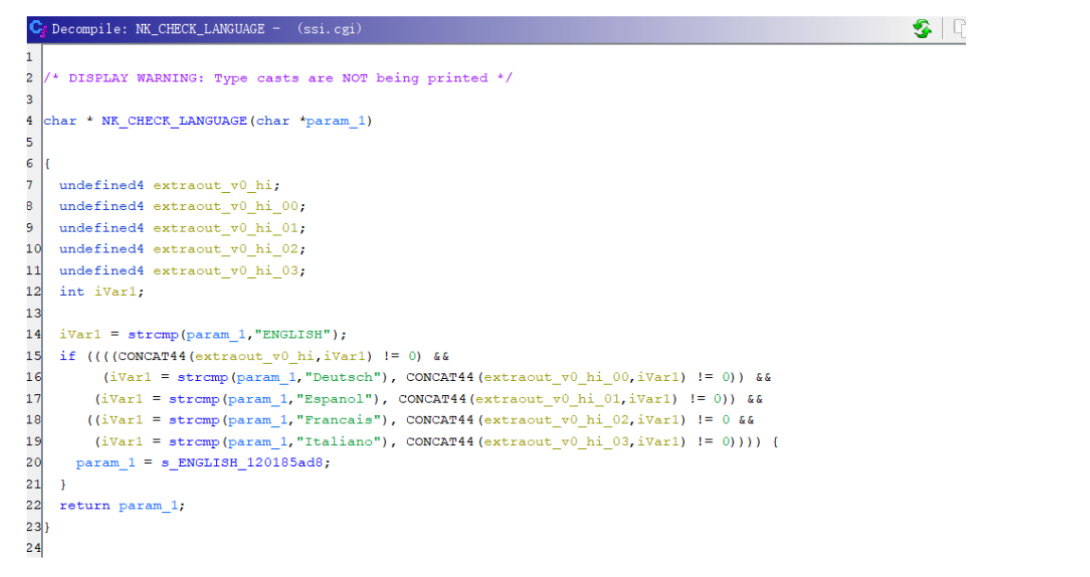 Decompile: NK_CHECK_LANGUAGE - (ssi.cgi)
1
2 /* DISPLAY WARNING: Type casts are NOT being printed */
3
4 char * NK_CHECK_LANGUAGE(char *param_1)
5
6 {
7 undefined4 extraout_v0_hi;
8 undefined4 extraout_v0_hi_00;
9 undefined4 extraout_v0_hi_01;
10 undefined4 extraout_v0_hi_02;
11 undefined4 extraout_v0_hi_03;
12 int iVar1;
13
14 iVar1 = strcmp(param_1,"ENGLISH");
15 if ((((CONCAT44(extraout_v0_hi,iVar1) != 0) &&
16 (iVar1 = strcmp(param_1,"Deutsch"), CONCAT44(extraout_v0_hi_00,iVar1) != 0)) &&
17 (iVar1 = strcmp(param_1,"Espanol"), CONCAT44(extraout_v0_hi_01,iVar1) != 0)) &&
18 ((iVar1 = strcmp(param_1,"Francais"), CONCAT44(extraout_v0_hi_02,iVar1) != 0 &&
19 (iVar1 = strcmp(param_1,"Italiano"), CONCAT44(extraout_v0_hi_03,iVar1) != 0)))) {
20 param_1 = s_ENGLISH_120185ad8;
21 }
22 return param_1;
23 }
24